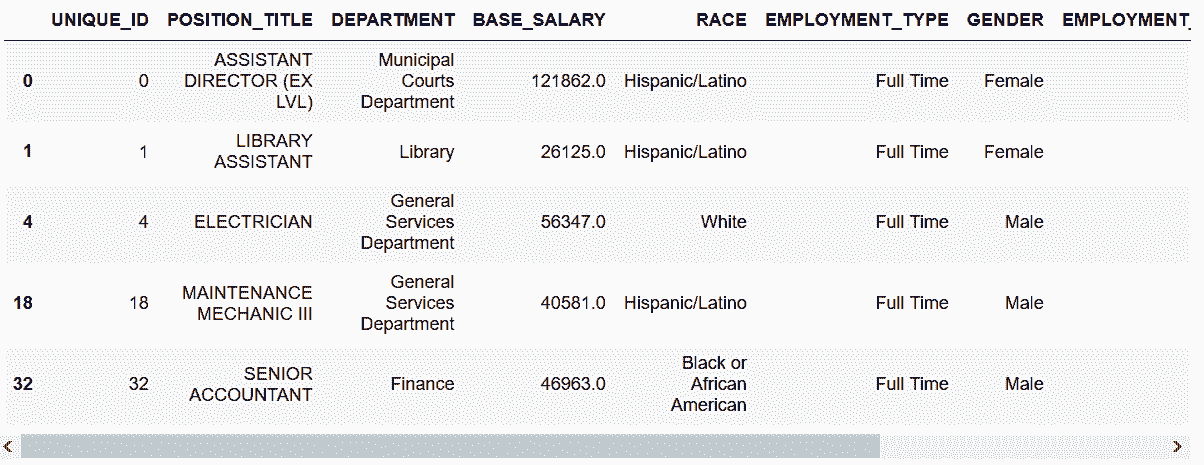 UNIQUE_ID POSITION_TITLE DEPARTMENT BASE_SALARY RACE EMPLOYMENT_TYPE GENDER EMPLOYMENT_
0 0 ASSISTANT DIRECTOR (EX LVL) Municipal Courts Department 121862.0 Hispanic/Latino Full Time Female
1 1 LIBRARY ASSISTANT Library 26125.0 Hispanic/Latino Full Time Female
4 4 ELECTRICIAN General Services Department 56347.0 White Full Time Male
18 18 MAINTENANCE MECHANIC III General Services Department 40581.0 Hispanic/Latino Full Time Male
32 32 SENIOR ACCOUNTANT Finance 46963.0 Black or African American Full Time Male